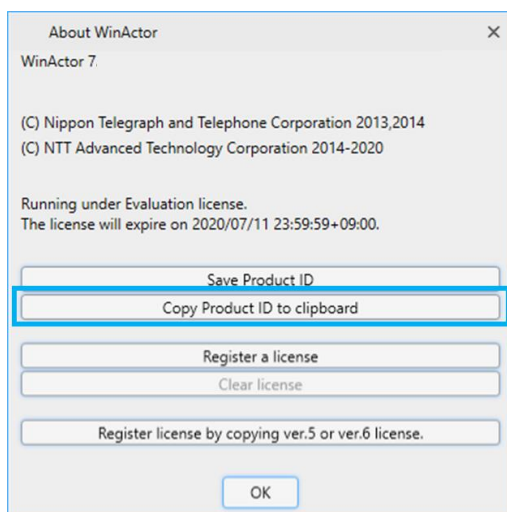 About WinActor
WinActor 7.
(C) Nippon Telegraph and Telephone Corporation 2013,2014
(C) NTT Advanced Technology Corporation 2014-2020
Running under Evaluation license.
The license will expire on 2020/07/11 23:59:59+09:00.
Save Product ID
Copy Product ID to clipboard
Register a license
Clear license
Register license by copying ver.5 or ver.6 license.
OK